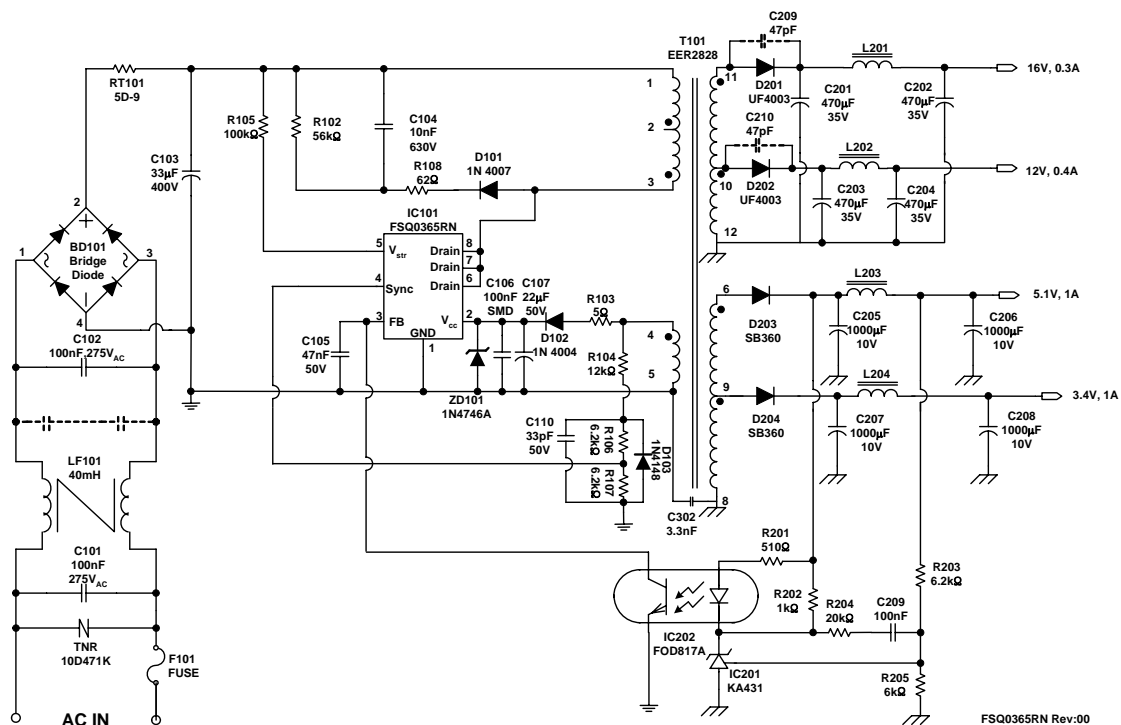 C209
47pF
T101
EER2828
L201
RT101
5D-9
1
11
16V, 0.3A
D201
UF4003
C201
470µF
35V
C202
470µF
35V
R105
100kΩ
R102
56kΩ
C104
10nF
630V
2
C210
47pF
L202
C103
33µF
400V
R108
62Ω
D101
1N 4007
3
10
12V, 0.4A
D202
UF4003
C203
470µF
35V
C204
470µF
35V
IC101
FSQ0365RN
2
1
BD101
Bridge
Diode
3
4
5
Vstr
Drain
8
Drain
7
Drain
6
12
4
Sync
C106
100nF
SMD
C107
22µF
50V
L203
R103
5Ω
6
5.1V, 1A
3
FB
Vcc
2
GND
1
D102
1N 4004
D203
SB360
C205
1000µF
10V
C206
1000µF
10V
C102
100nF,275VAC
C105
47nF
50V
R104
12kΩ
4
5
ZD101
1N4746A
L204
9
3.4V, 1A
D204
SB360
C207
1000µF
10V
C208
1000µF
10V
C110
33pF
50V
R106
6.2kΩ
R107
6.2kΩ
D103
1N4148
LF101
40mH
C302
3.3nF
8
C101
100nF
275VAC
R201
510Ω
R203
6.2kΩ
R202
1kΩ
R204
20kΩ
C209
100nF
TNR
10D471K
F101
FUSE
IC202
FOD817A
IC201
KA431
R205
6kΩ
AC IN
FSQ0365RN Rev:00